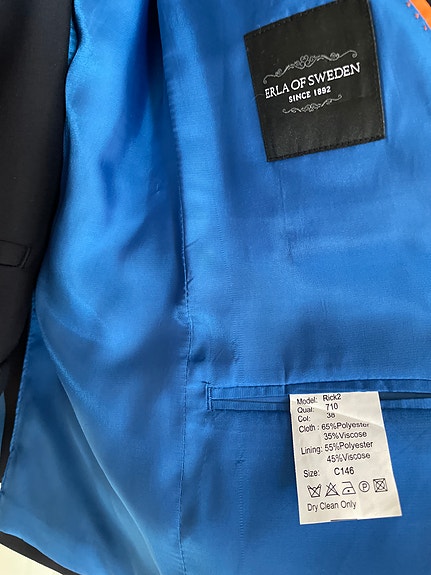 ERLA OF SWEDEN
SINCE 1892
Model: Rick2
Qual: 710
Col: 38
Cloth: 65%Polyester
35%Viscose
Lining: 55%Polyester
45%Viscose
Size: C146
Dry Clean Only